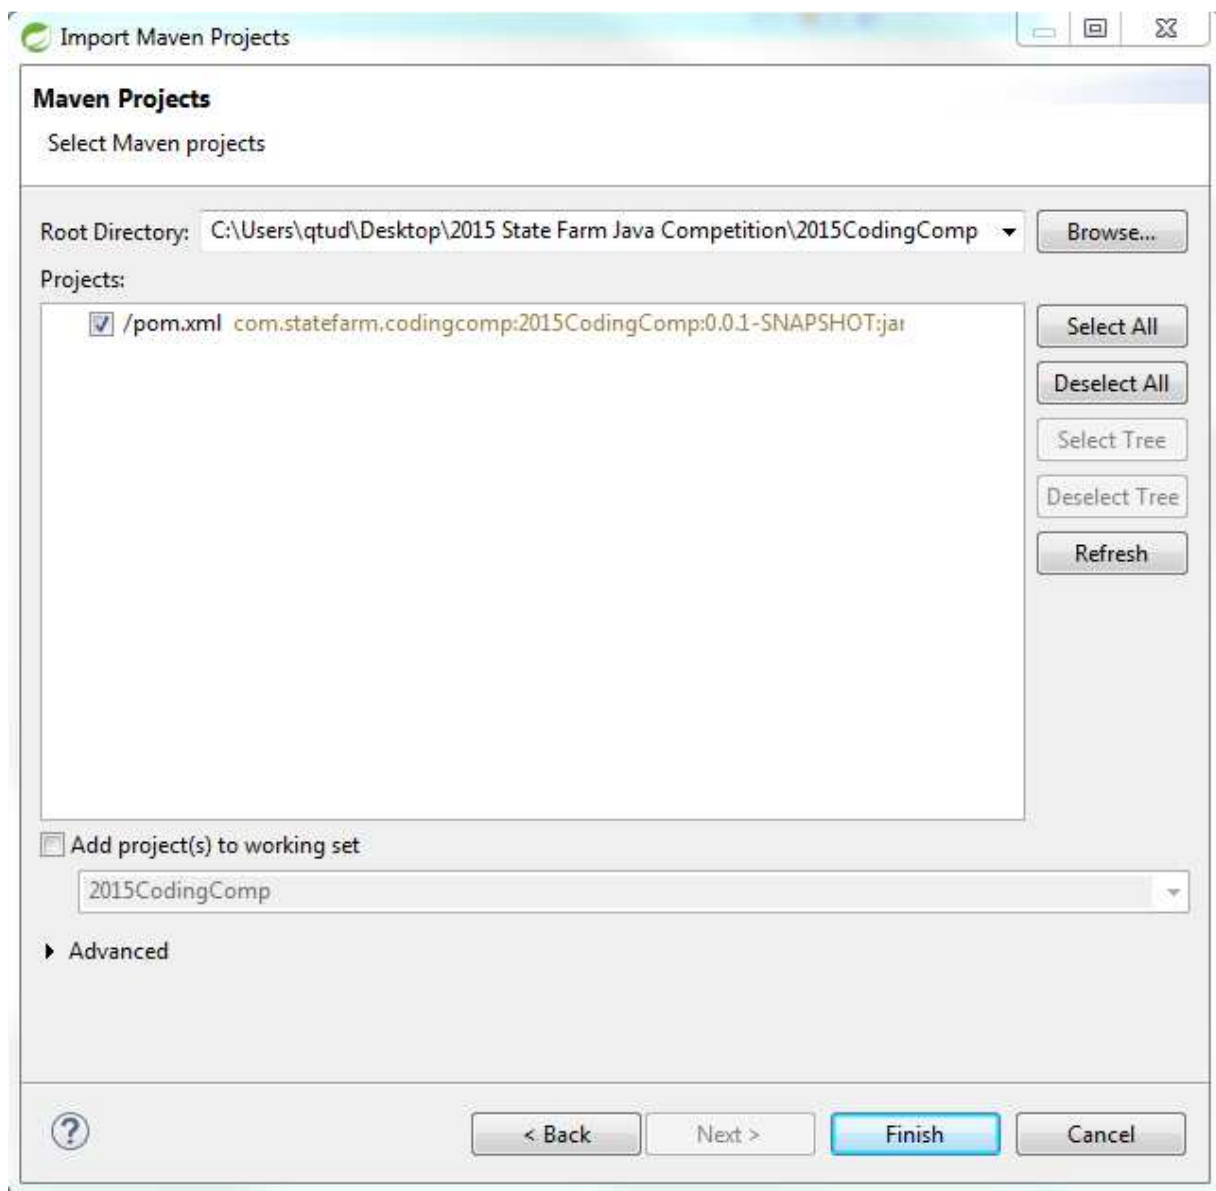 Import Maven Projects
Maven Projects
Select Maven projects
Root Directory: C:\Users\qtud\Desktop\2015 State Farm Java Competition\2015CodingComp Browse...
Projects:
/pom.xml com.statefarm.codingcomp:2015CodingComp:0.0.1-SNAPSHOT:jar
Select All
Deselect All
Select Tree
Deselect Tree
Refresh
Add project(s) to working set
2015CodingComp
Advanced
? < Back Next > Finish Cancel